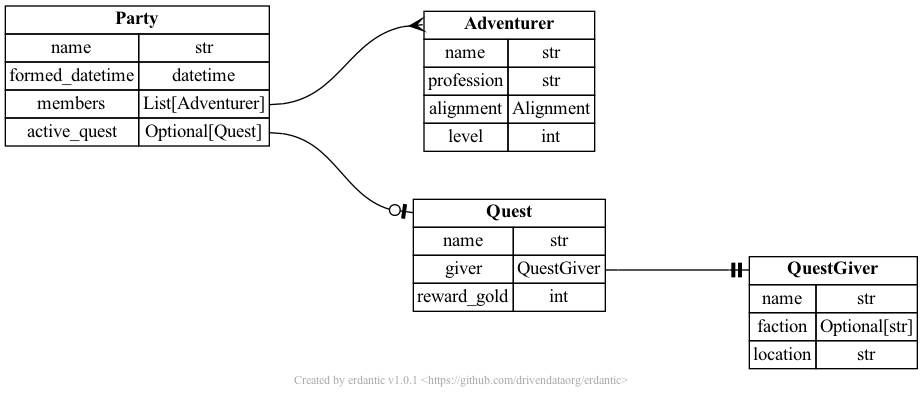 Party
name str
formed_datetime datetime
members List[Adventurer]
active_quest Optional[Quest]
Adventurer
name str
profession str
alignment Alignment
level int
Quest
name str
giver QuestGiver
reward_gold int
QuestGiver
name str
faction Optional[str]
location str
Created by erdantic v1.0.1 <https://github.com/drivendataorg/erdantic>